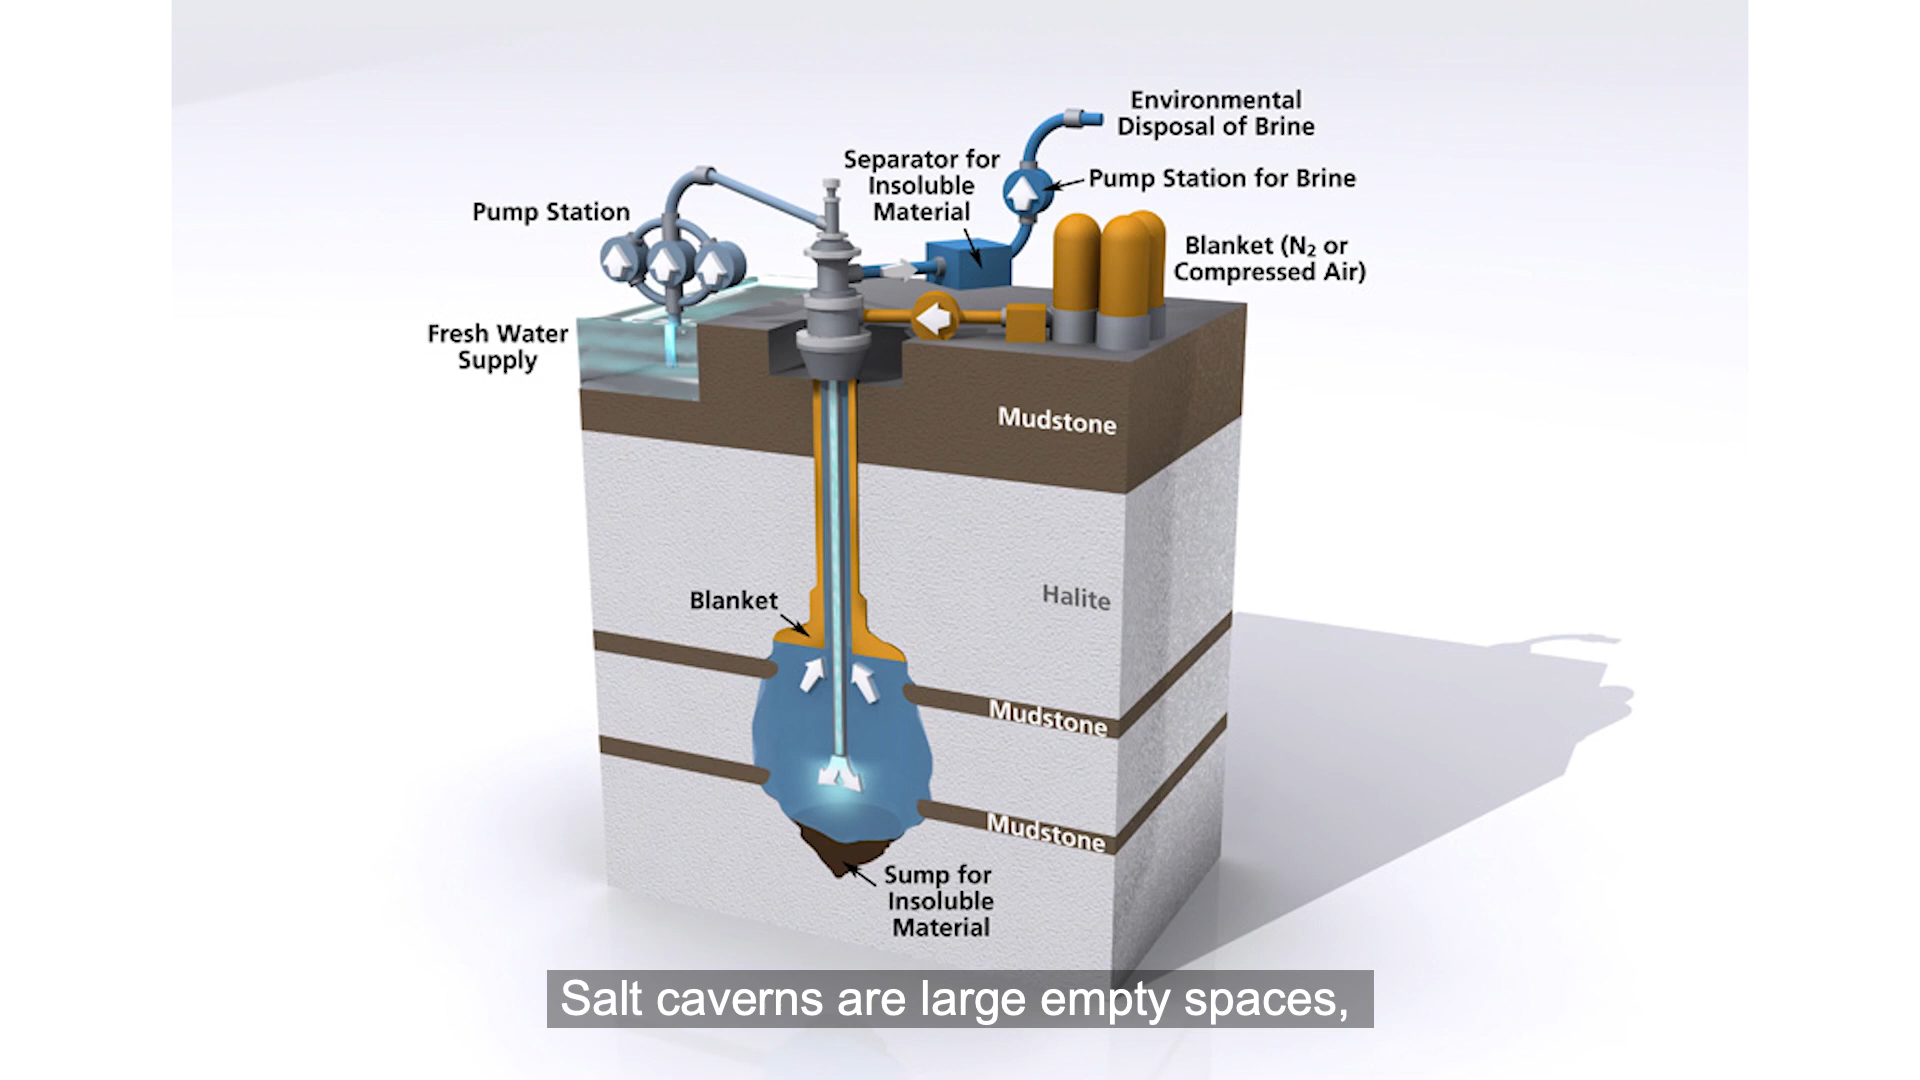 Environmental
Disposal of Brine
Separator for
Insoluble
Material
Pump Station for Brine
Pump Station
Blanket (N₂ or
Compressed Air)
Fresh Water
Supply
Mudstone
Halite
Blanket
Mudstone
Mudstone
Sump for
Insoluble
Material
Salt caverns are large empty spaces,